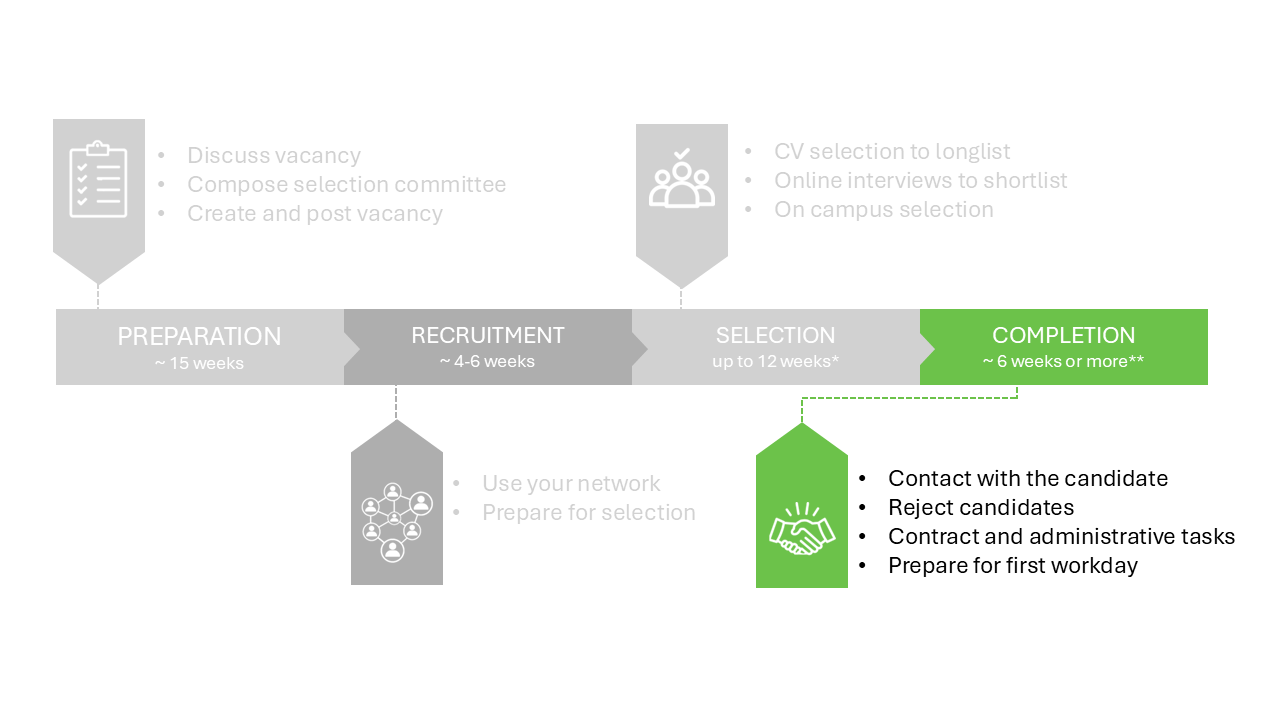 • Discuss vacancy
• Compose selection committee
• Create and post vacancy
• CV selection to longlist
• Online interviews to shortlist
• On campus selection
PREPARATION
~ 15 weeks
RECRUITMENT
~ 4-6 weeks
SELECTION
up to 12 weeks*
COMPLETION
~ 6 weeks or more**
• Use your network
• Prepare for selection
• Contact with the candidate
• Reject candidates
• Contract and administrative tasks
• Prepare for first workday